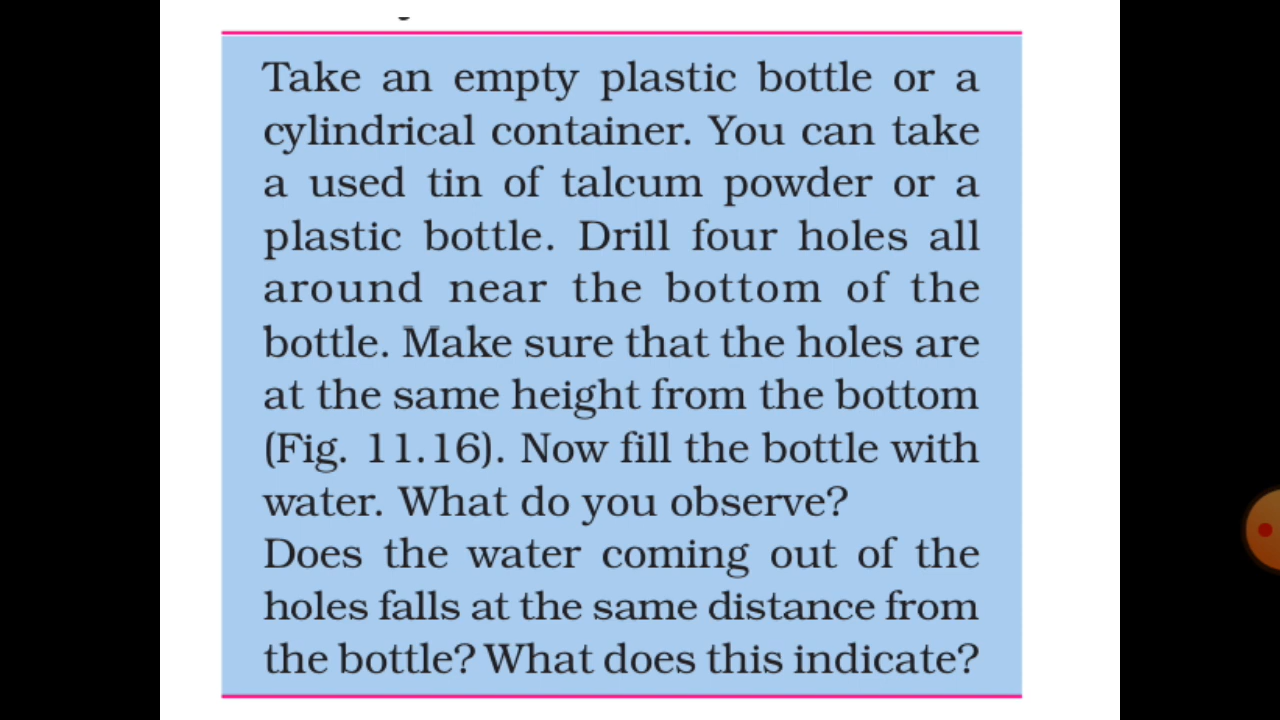 Take an empty plastic bottle or a
cylindrical container. You can take
a used tin of talcum powder or a
plastic bottle. Drill four holes all
around near the bottom of the
bottle. Make sure that the holes are
at the same height from the bottom
(Fig. 11.16). Now fill the bottle with
water. What do you observe?
Does the water coming out of the
holes falls at the same distance from
the bottle? What does this indicate?